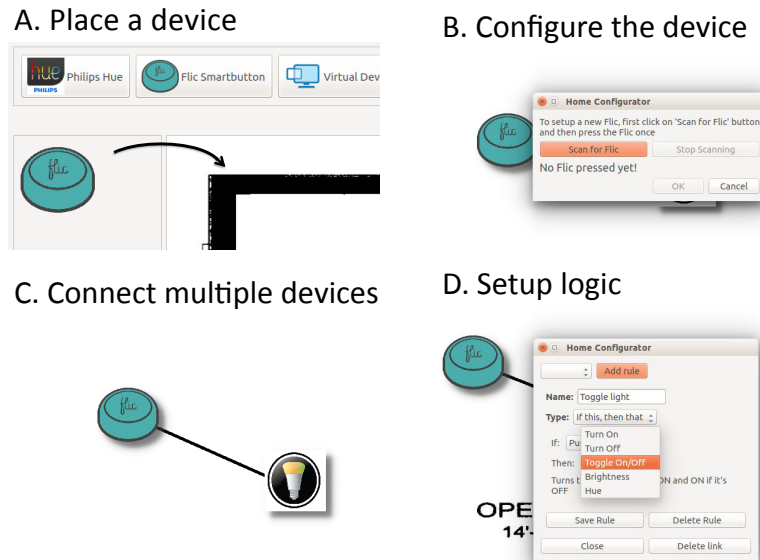 A. Place a device
hue
PHILIPS
Philips Hue
flic
Flic Smartbutton
Virtual Dev
flic
B. Configure the device
flic
Home Configurator
To setup a new Flic, first click on 'Scan for Flic' button
and then press the Flic once
Scan for Flic
Stop Scanning
No Flic pressed yet!
OK
Cancel
C. Connect multiple devices
flic
D. Setup logic
flic
Home Configurator
Add rule
Name: Toggle light
Type: If this, then that
If: Pu
Turn On
Turn Off
Then: Toggle On/Off
Brightness
Hue
Turns t
ON and ON if it's
OFF
OPE
14'-
Save Rule
Delete Rule
Close
Delete link